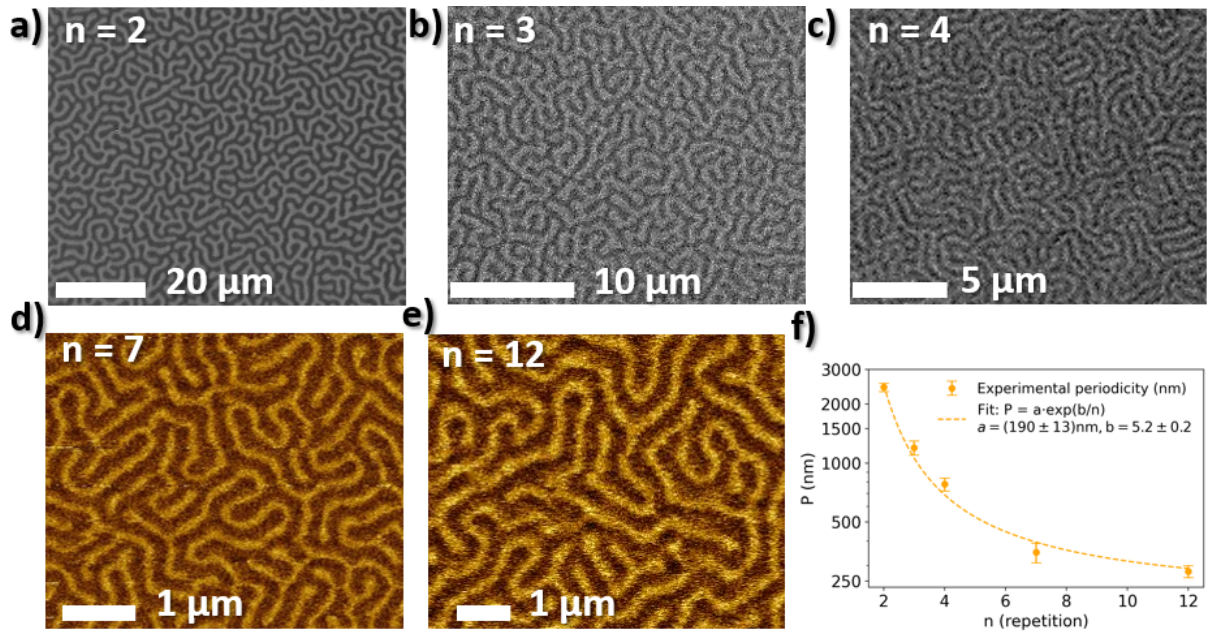 a)
n = 2
20 µm
b)
n = 3
10 µm
c)
n = 4
5 µm
d)
n = 7
1 µm
e)
n = 12
1 µm
f)
3000
2000
1500
1000
500
250
P (nm)
Experimental periodicity (nm)
Fit: P = a·exp(b/n)
a = (190 ± 13)nm, b = 5.2 ± 0.2
2 4 6 8 10 12
n (repetition)